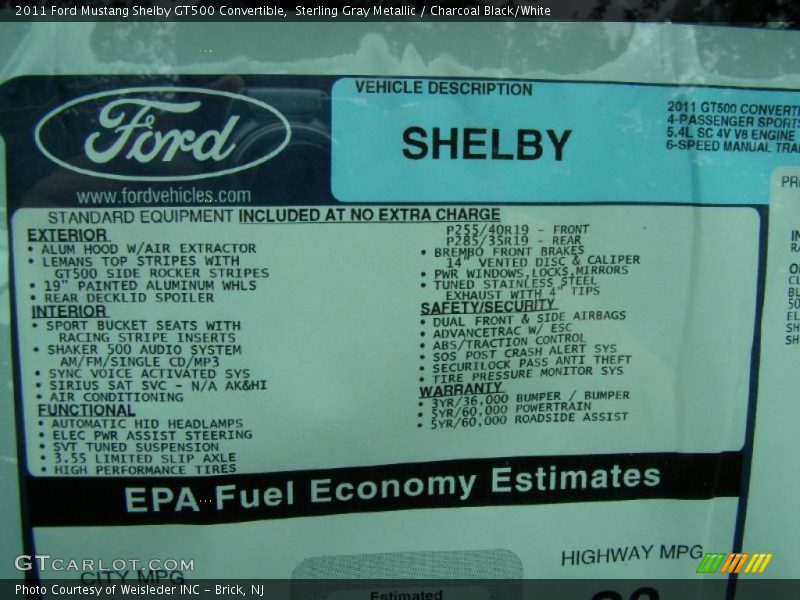 2011 Ford Mustang Shelby GT500 Convertible,  Sterling Gray Metallic / Charcoal Black/White
Ford
www.fordvehicles.com
VEHICLE DESCRIPTION
SHELBY
2011 GT500 CONVERTI
4-PASSENGER SPORTS
5.4L SC 4V V8 ENGINE
6-SPEED MANUAL TRA
STANDARD EQUIPMENT INCLUDED AT NO EXTRA CHARGE
EXTERIOR
• ALUM HOOD W/AIR EXTRACTOR
• LEMANS TOP STRIPES WITH
GT500 SIDE ROCKER STRIPES
• 19" PAINTED ALUMINUM WHLS
• REAR DECKLID SPOILER
INTERIOR
• SPORT BUCKET SEATS WITH
RACING STRIPE INSERTS
• SHAKER 500 AUDIO SYSTEM
AM/FM/SINGLE CD/MP3
• SYNC VOICE ACTIVATED SYS
• SIRIUS SAT SVC - N/A AK&HI
• AIR CONDITIONING
FUNCTIONAL
• AUTOMATIC HID HEADLAMPS
• ELEC PWR ASSIST STEERING
• SVT TUNED SUSPENSION
• 3.55 LIMITED SLIP AXLE
• HIGH PERFORMANCE TIRES
P255/40R19 - FRONT
P285/35R19 - REAR
• BREMBO FRONT BRAKES
14" VENTED DISC & CALIPER
• PWR WINDOWS,LOCKS,MIRRORS
• TUNED STAINLESS STEEL
EXHAUST WITH 4" TIPS
SAFETY/SECURITY
• DUAL FRONT & SIDE AIRBAGS
• ADVANCETRAC W/ ESC
• ABS/TRACTION CONTROL
• SOS POST CRASH ALERT SYS
• SECURILOCK PASS ANTI THEFT
• TIRE PRESSURE MONITOR SYS
WARRANTY
• 3YR/36,000 BUMPER / BUMPER
• 5YR/60,000 POWERTRAIN
• 5YR/60,000 ROADSIDE ASSIST
PR
EPA Fuel Economy Estimates
CITY MPG
HIGHWAY MPG
Estimated
GTCARLOT.COM
Photo Courtesy of Weisleder INC - Brick, NJ